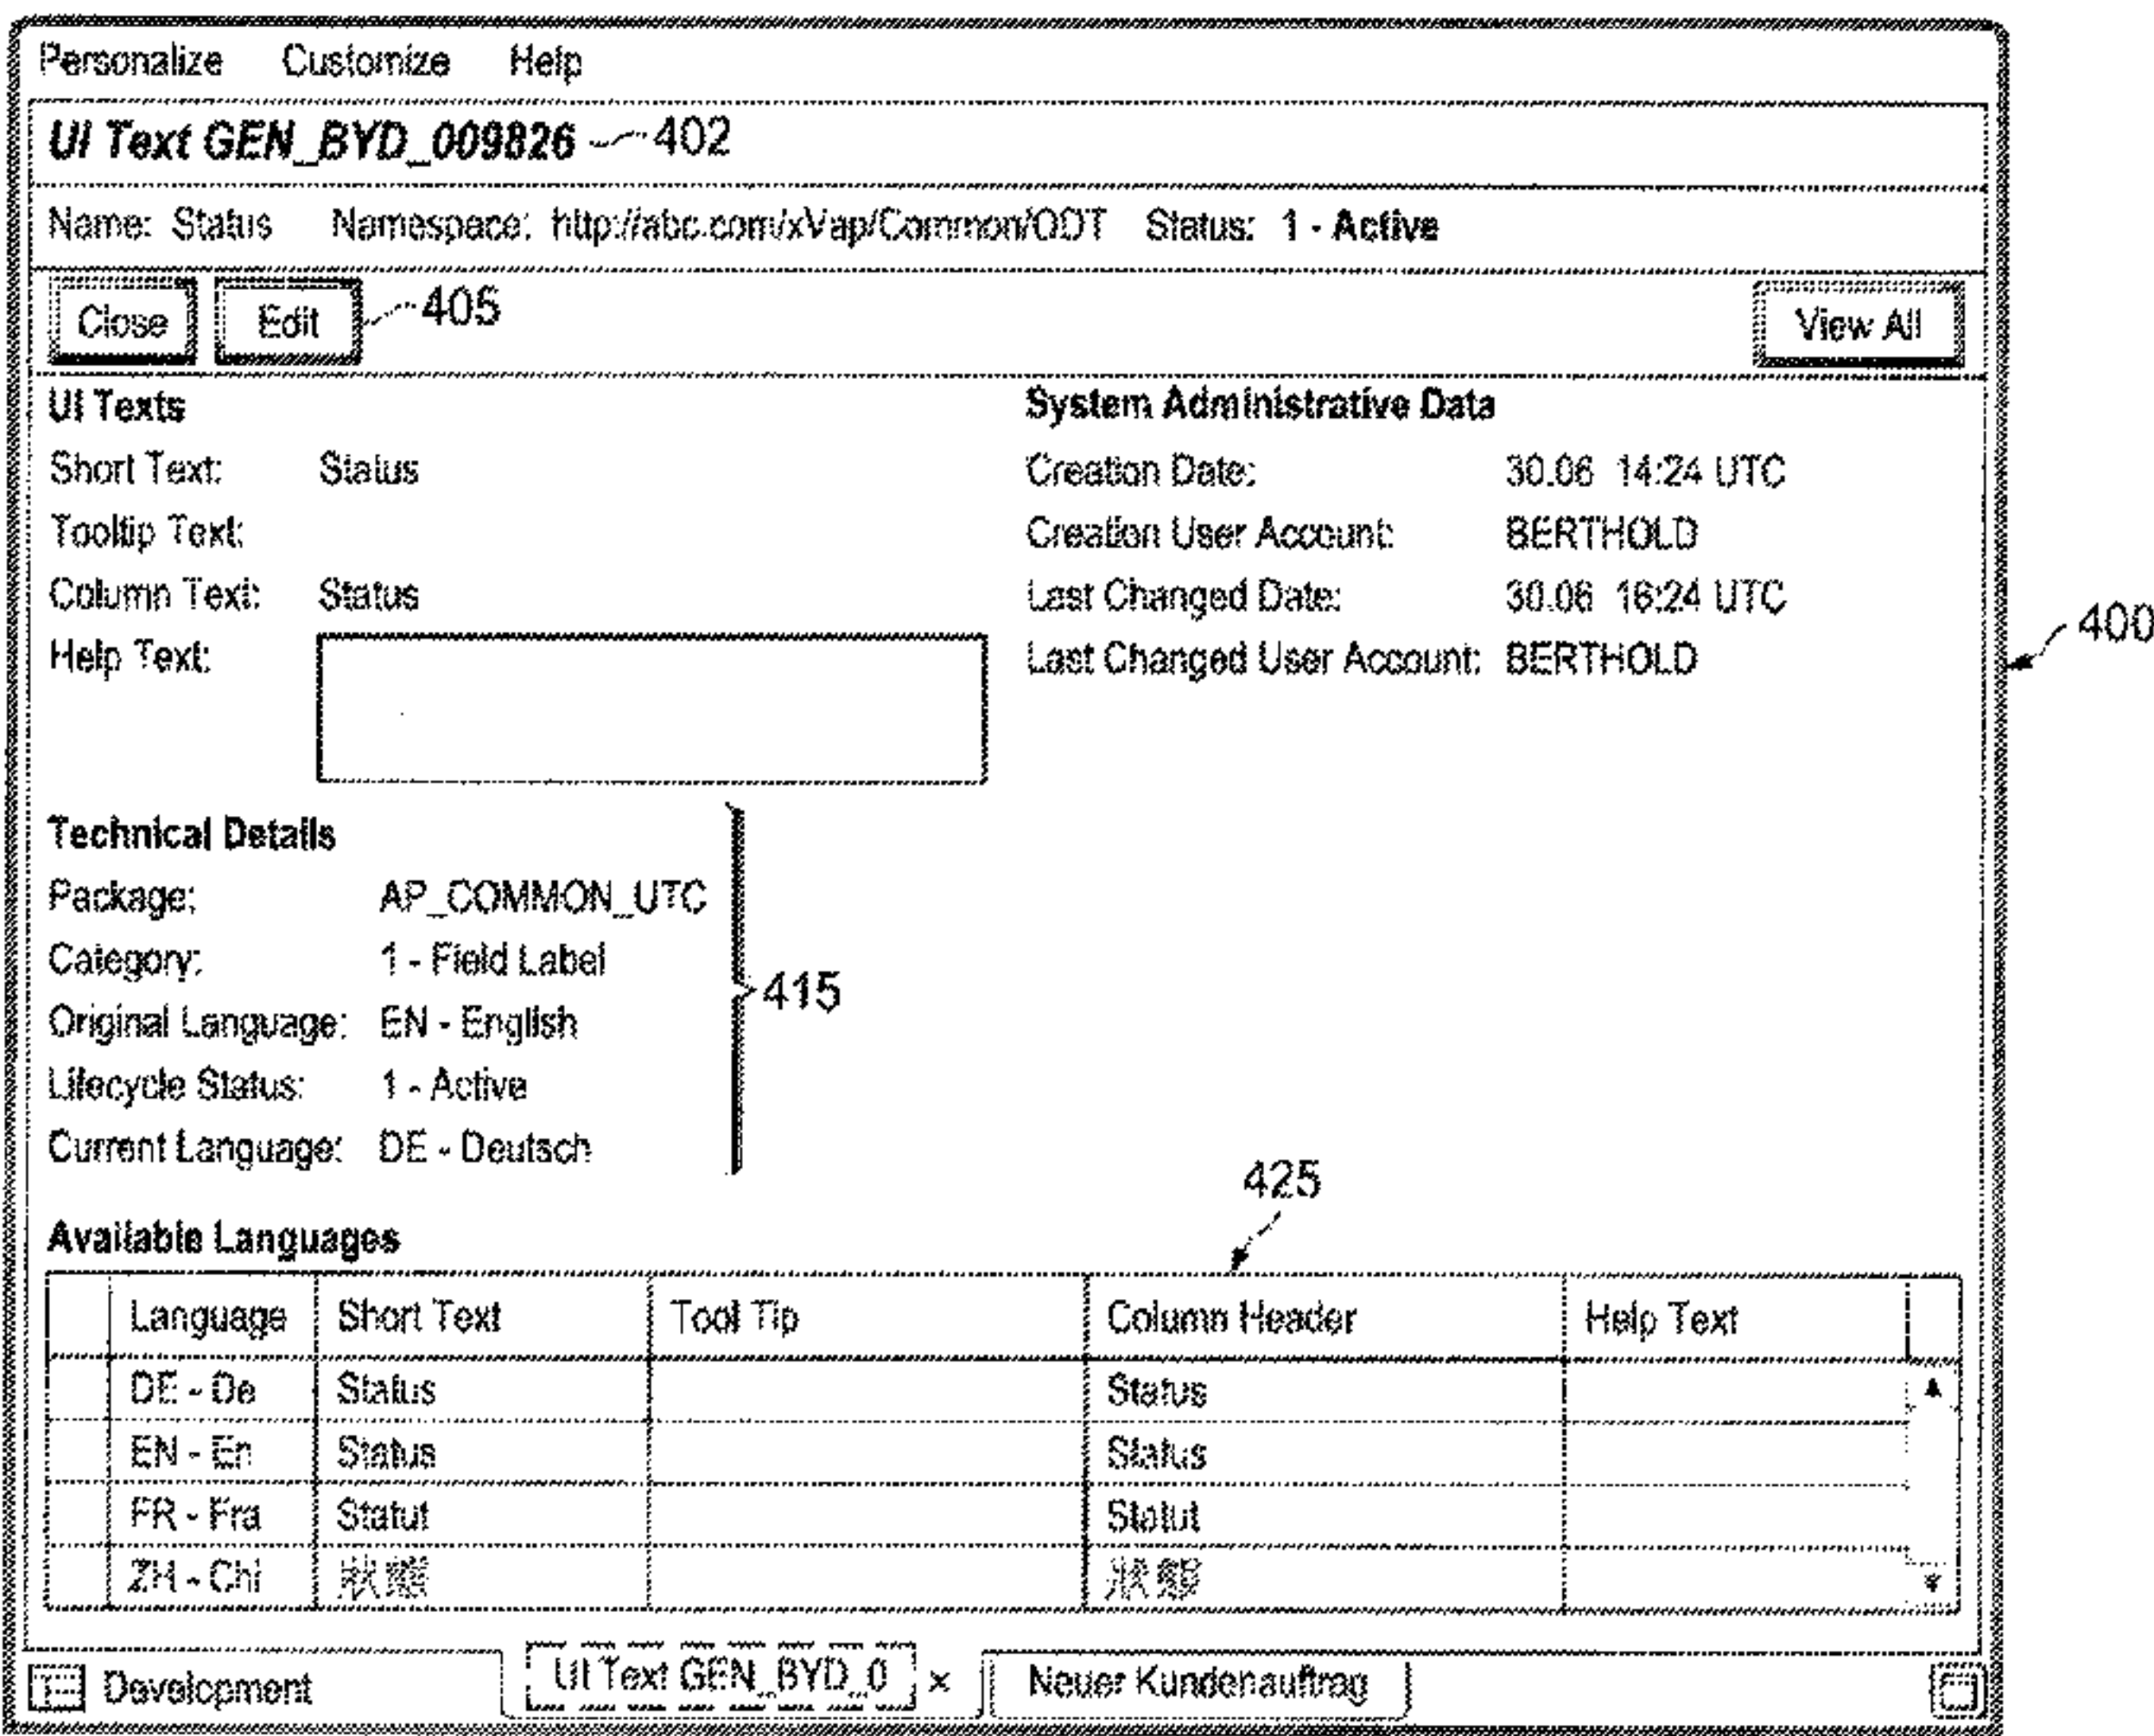 Personalize Customize Help
UI Text GEN_BYD_009826 402
Name: Status Namespace: http://abc.com/xVap/Common/ODT Status: 1 - Active
Close Edit 405 View All
UI Texts System Administrative Data
Short Text: Status Creation Date: 30.06 14:24 UTC
Tooltip Text: Creation User Account: BERTHOLD
Column Text: Status Last Changed Date: 30.06 16:24 UTC
Help Text: Last Changed User Account: BERTHOLD
400
Technical Details
Package: AP_COMMON_UTC
Category: 1 - Field Label
415
Original Language: EN - English
Lifecycle Status: 1 - Active
Current Language: DE - Deutsch
425
Available Languages
Language Short Text Tool Tip Column Header Help Text
DE - De Status Status
EN - En Status Status
FR - Fra Statut Statut
ZH - Chi 狀態 狀態
Development UI Text GEN_BYD_0 × Neuer Kundenauftrag